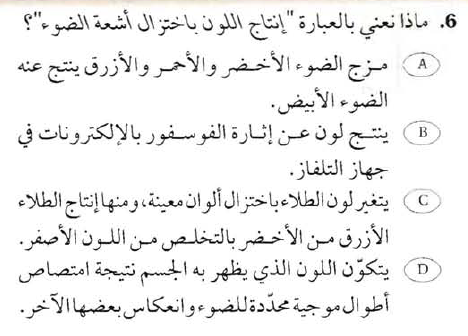 6. ماذا نعني بالعبارة "إنتاج اللون باختزال أشعة الضوء"؟
A مزج الضوء الأخضر والأحمر والأزرق ينتج عنه
الضوء الأبيض.
B ينتج لون عن إثارة الفوسفور بالإلكترونات في
جهاز التلفاز.
C يتغير لون الطلاء باختزال ألوان معينة، ومنها إنتاج الطلاء
الأزرق من الأخضر بالتخلص من اللون الأصفر.
D يتكوّن اللون الذي يظهر به الجسم نتيجة امتصاص
أطوال موجية محدّدة للضوء وانعكاس بعضها الآخر.